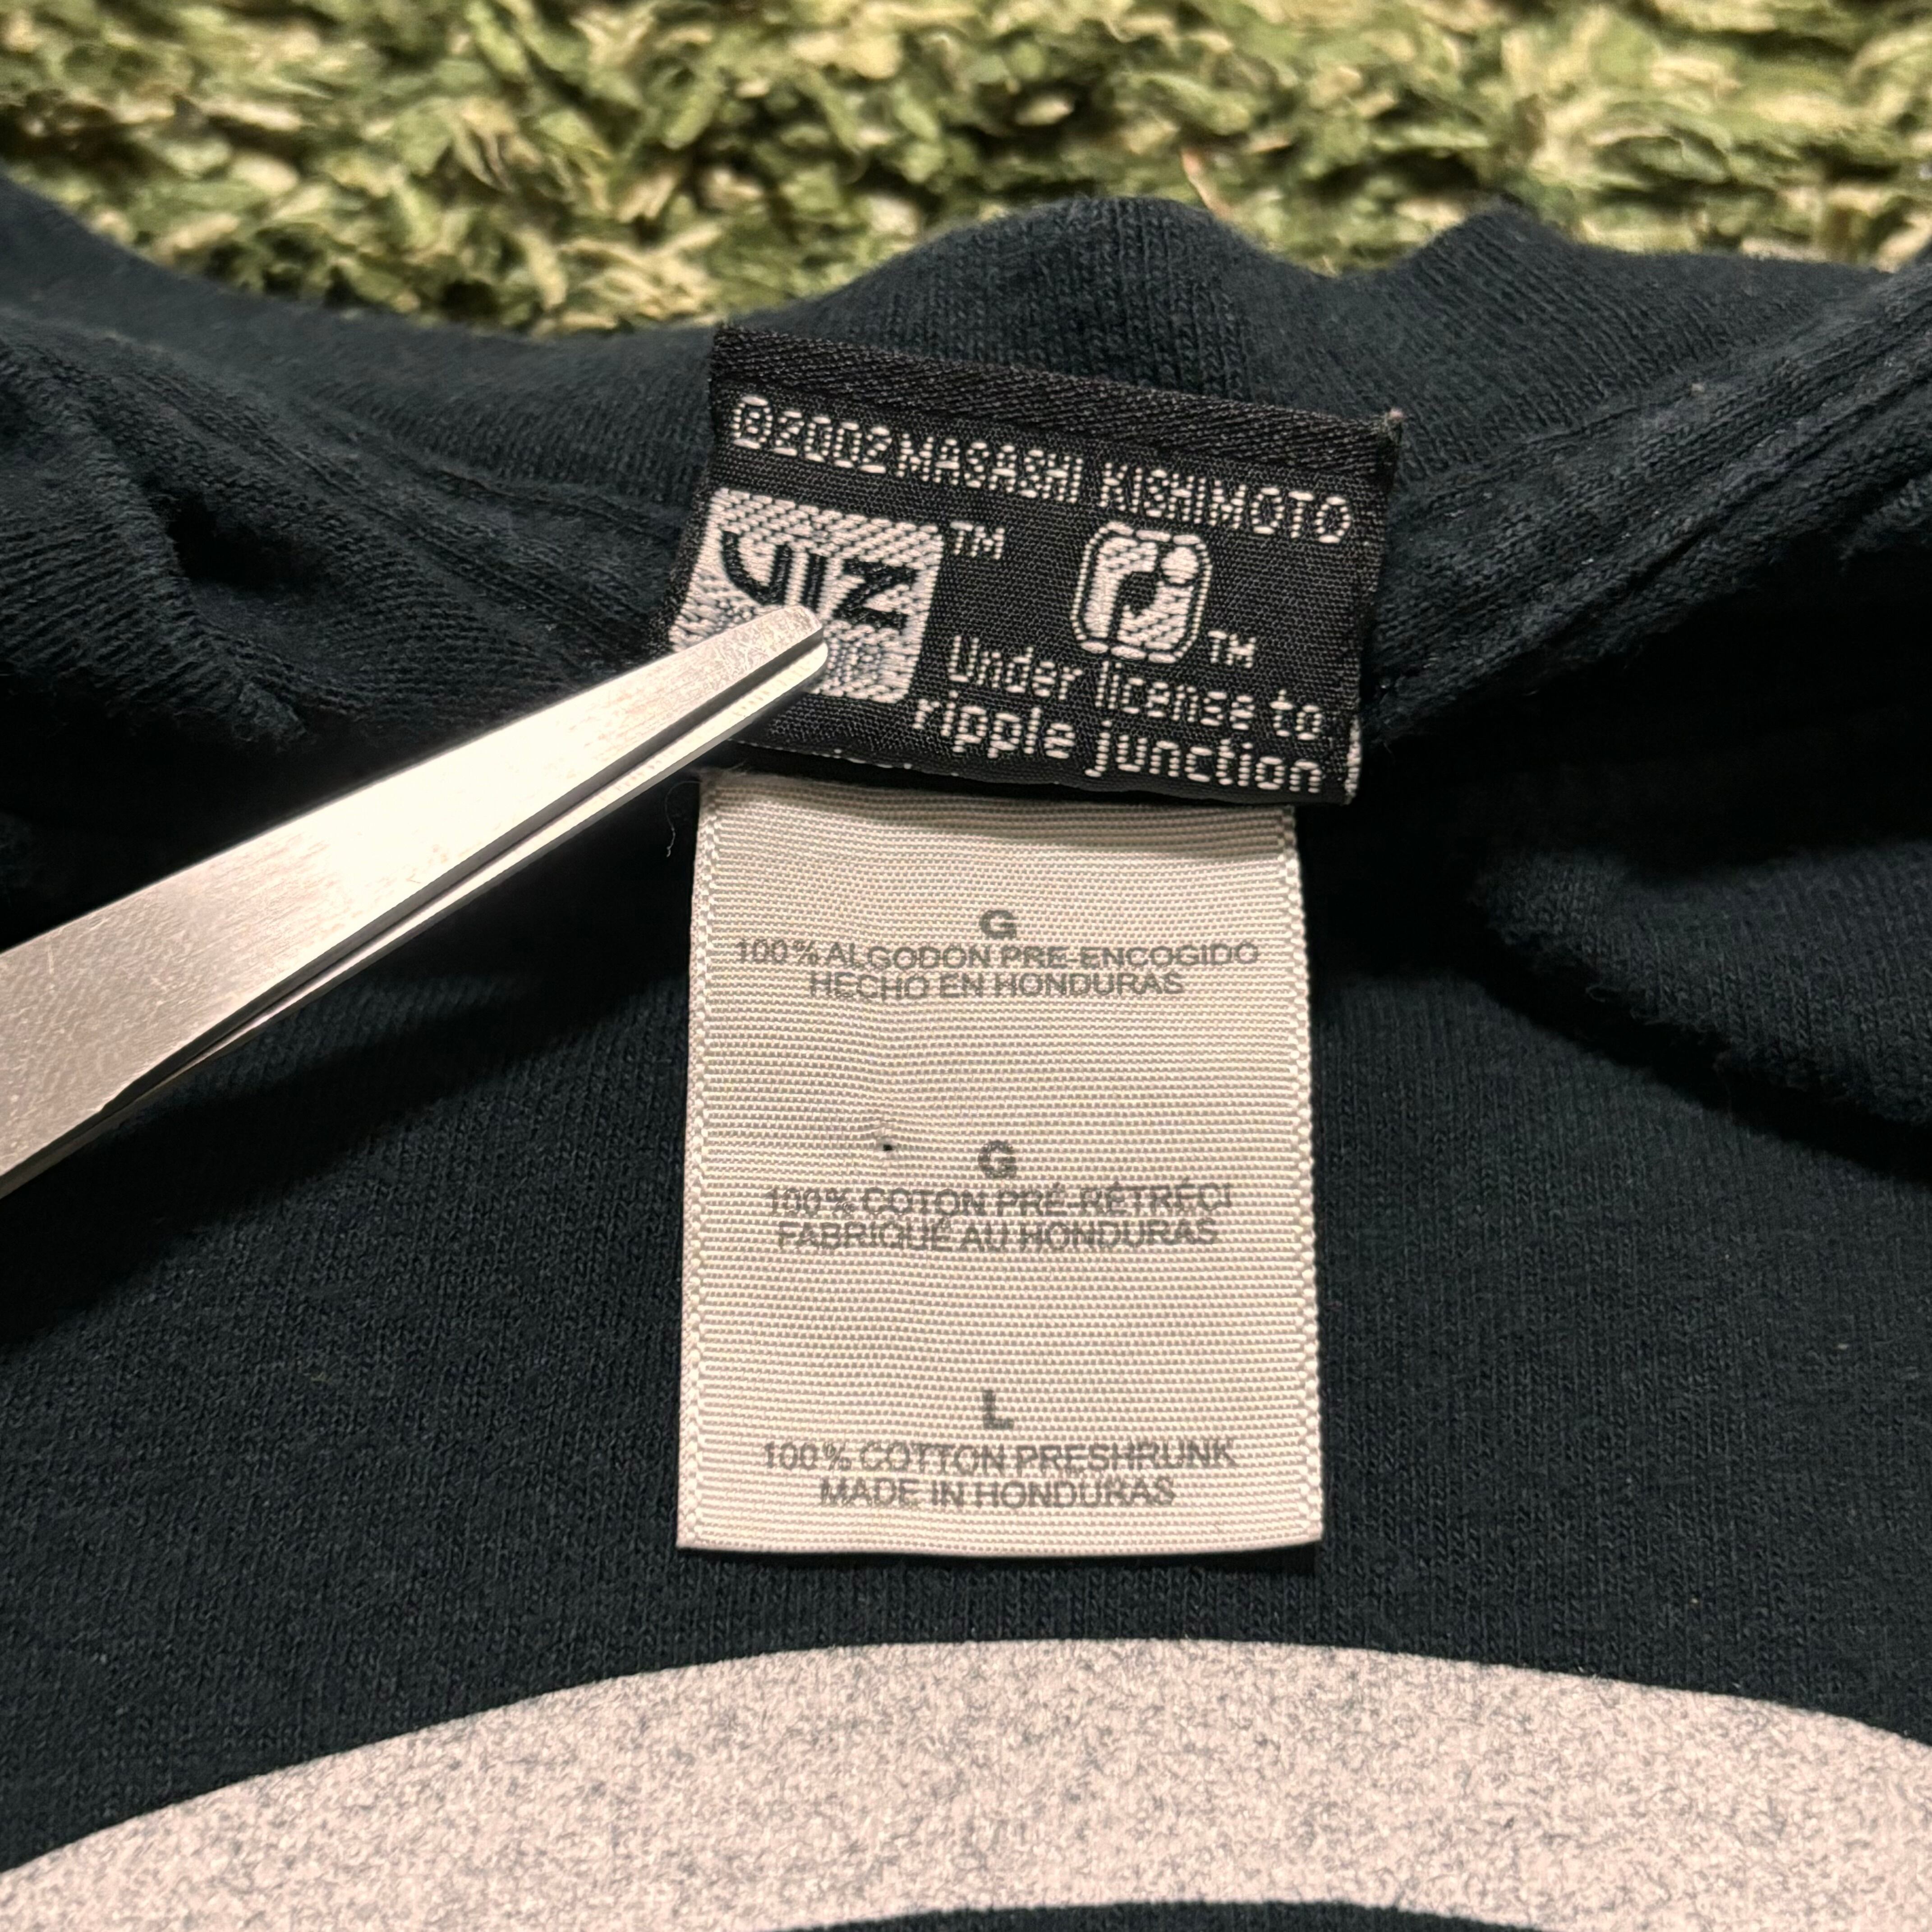 ©2002 MASASHI KISHIMOTO
VIZ ™
ri ™
Under license to
ripple junction
G
100% ALGODON PRE-ENCOGIDO
HECHO EN HONDURAS
G
100% COTON PRÉ-RÉTRÉCI
FABRIQUÉ AU HONDURAS
L
100% COTTON PRESHRUNK
MADE IN HONDURAS